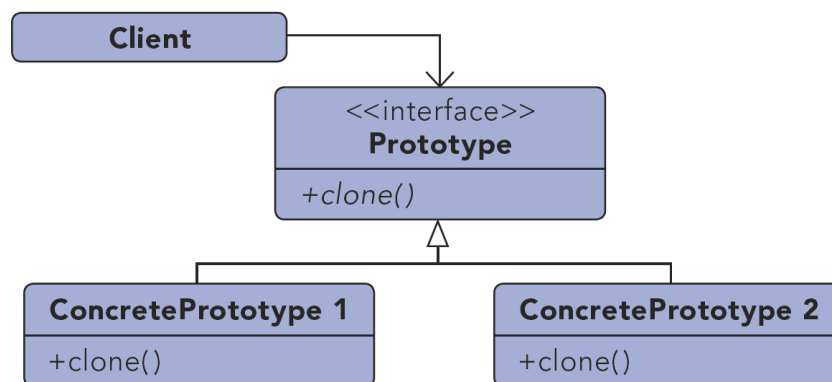 Client
<<interface>>
Prototype
+clone()
ConcretePrototype 1
+clone()
ConcretePrototype 2
+clone()